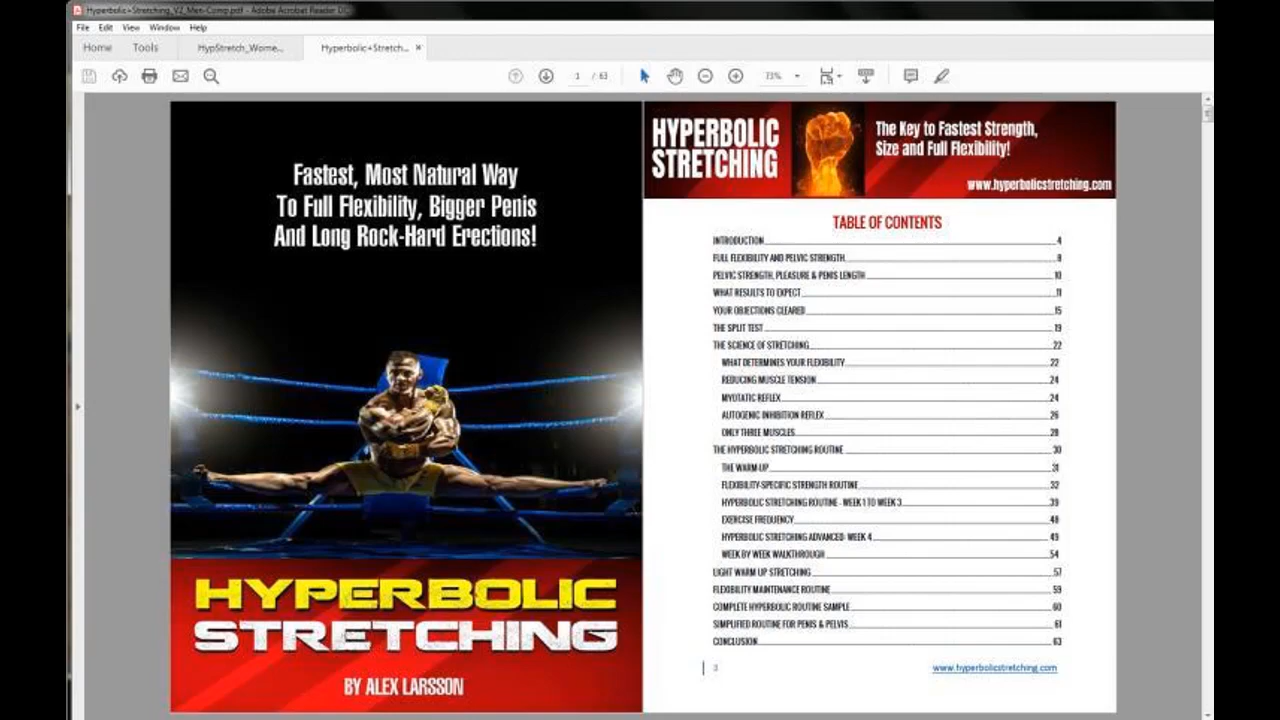 Hyperbolic+Stretching_V2_Men-Comp.pdf - Adobe Acrobat Reader DC
File Edit View Window Help
Home Tools HypStretch_Wome... Hyperbolic+Stretch... ×
1 / 63 73%
Fastest, Most Natural Way
To Full Flexibility, Bigger Penis
And Long Rock-Hard Erections!
HYPERBOLIC
STRETCHING
BY ALEX LARSSON
HYPERBOLIC
STRETCHING
The Key to Fastest Strength,
Size and Full Flexibility!
www.hyperbolicstretching.com
TABLE OF CONTENTS
INTRODUCTION 4
FULL FLEXIBILITY AND PELVIC STRENGTH 8
PELVIC STRENGTH, PLEASURE & PENIS LENGTH 10
WHAT RESULTS TO EXPECT 11
YOUR OBJECTIONS CLEARED 15
THE SPLIT TEST 19
THE SCIENCE OF STRETCHING 22
WHAT DETERMINES YOUR FLEXIBILITY 22
REDUCING MUSCLE TENSION 24
MYOTATIC REFLEX 24
AUTOGENIC INHIBITION REFLEX 26
ONLY THREE MUSCLES 28
THE HYPERBOLIC STRETCHING ROUTINE 30
THE WARM-UP 31
FLEXIBILITY-SPECIFIC STRENGTH ROUTINE 32
HYPERBOLIC STRETCHING ROUTINE - WEEK 1 TO WEEK 3 39
EXERCISE FREQUENCY 48
HYPERBOLIC STRETCHING ADVANCED: WEEK 4 49
WEEK BY WEEK WALKTHROUGH 54
LIGHT WARM UP STRETCHING 57
FLEXIBILITY MAINTENANCE ROUTINE 59
COMPLETE HYPERBOLIC ROUTINE SAMPLE 60
SIMPLIFIED ROUTINE FOR PENIS & PELVIS 61
CONCLUSION 63
3 www.hyperbolicstretching.com